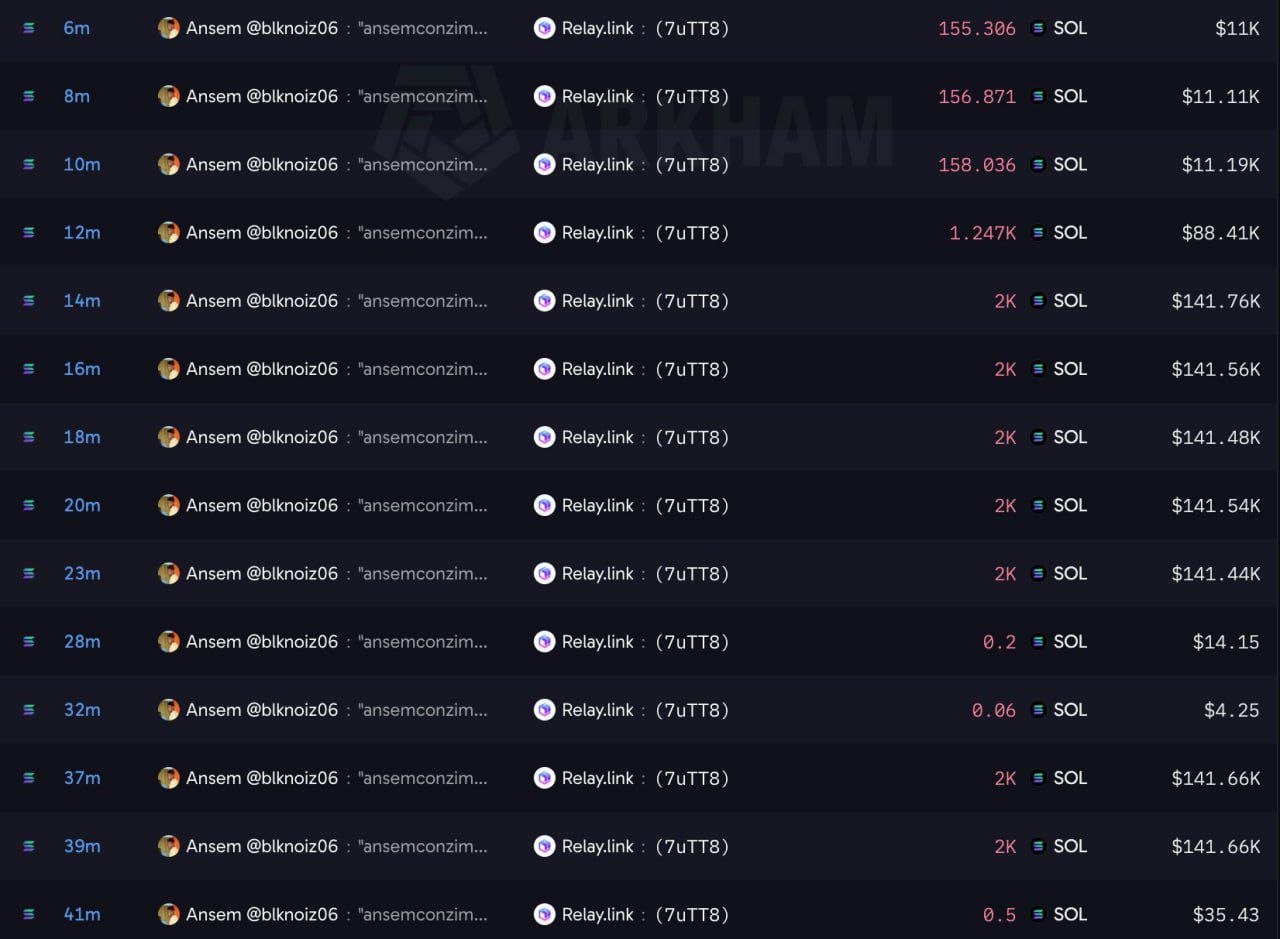 6m Ansem @blknoiz06 : "ansemconzim... Relay.link : (7uTT8) 155.306 SOL $11K
8m Ansem @blknoiz06 : "ansemconzim... Relay.link : (7uTT8) 156.871 SOL $11.11K
ARKHAM
10m Ansem @blknoiz06 : "ansemconzim... Relay.link : (7uTT8) 158.036 SOL $11.19K
12m Ansem @blknoiz06 : "ansemconzim... Relay.link : (7uTT8) 1.247K SOL $88.41K
14m Ansem @blknoiz06 : "ansemconzim... Relay.link : (7uTT8) 2K SOL $141.76K
16m Ansem @blknoiz06 : "ansemconzim... Relay.link : (7uTT8) 2K SOL $141.56K
18m Ansem @blknoiz06 : "ansemconzim... Relay.link : (7uTT8) 2K SOL $141.48K
20m Ansem @blknoiz06 : "ansemconzim... Relay.link : (7uTT8) 2K SOL $141.54K
23m Ansem @blknoiz06 : "ansemconzim... Relay.link : (7uTT8) 2K SOL $141.44K
28m Ansem @blknoiz06 : "ansemconzim... Relay.link : (7uTT8) 0.2 SOL $14.15
32m Ansem @blknoiz06 : "ansemconzim... Relay.link : (7uTT8) 0.06 SOL $4.25
37m Ansem @blknoiz06 : "ansemconzim... Relay.link : (7uTT8) 2K SOL $141.66K
39m Ansem @blknoiz06 : "ansemconzim... Relay.link : (7uTT8) 2K SOL $141.66K
41m Ansem @blknoiz06 : "ansemconzim... Relay.link : (7uTT8) 0.5 SOL $35.43